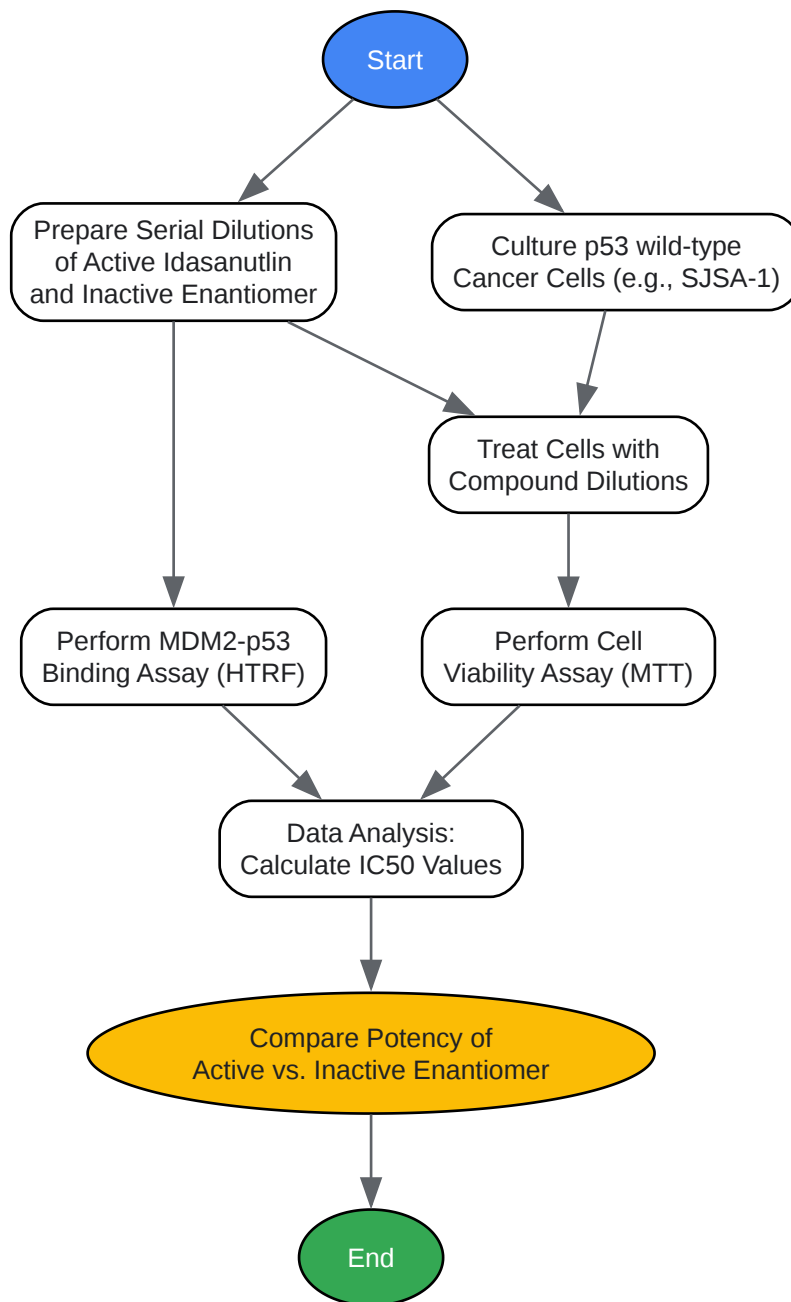 Start
Prepare Serial Dilutions
of Active Idasanutlin
and Inactive Enantiomer
Culture p53 wild-type
Cancer Cells (e.g., SJSA-1)
Treat Cells with
Compound Dilutions
Perform MDM2-p53
Binding Assay (HTRF)
Perform Cell
Viability Assay (MTT)
Data Analysis:
Calculate IC50 Values
Compare Potency of
Active vs. Inactive Enantiomer
End